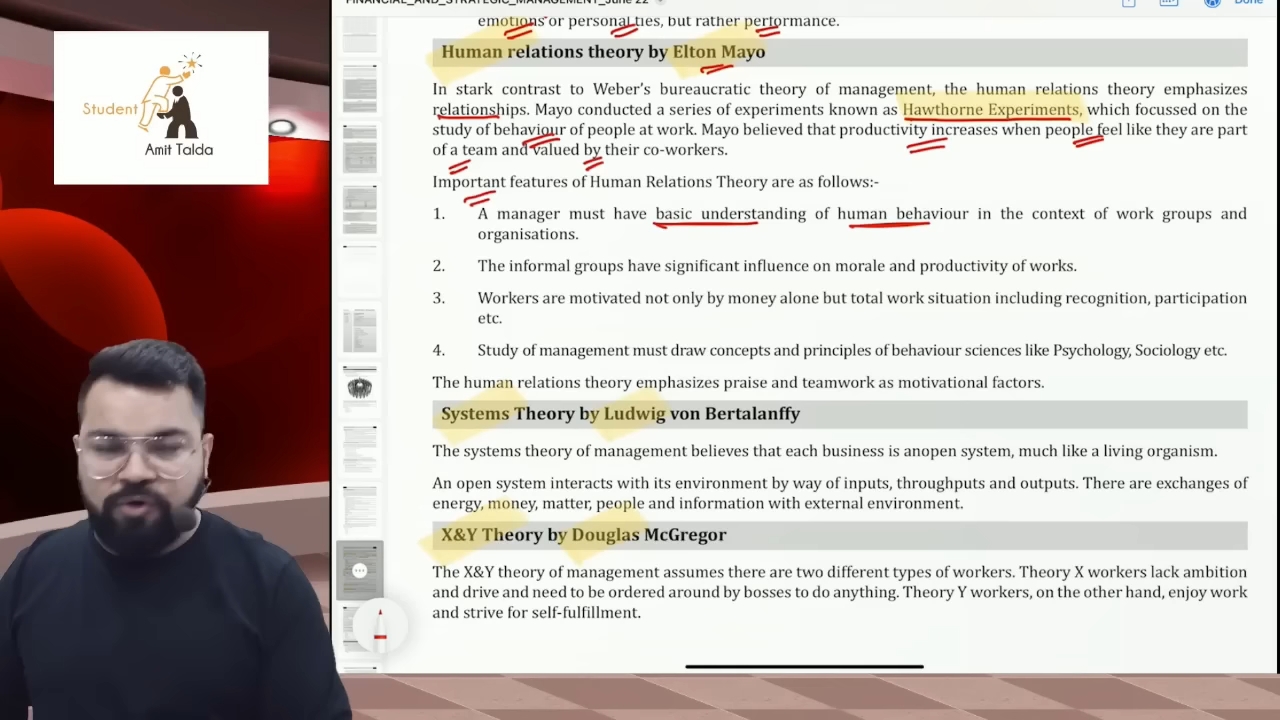 FINANCIAL_AND_STRATEGIC_MANAGEMENT_June 22
Done
emotions or personal ties, but rather performance.
Human relations theory by Elton Mayo
In stark contrast to Weber's bureaucratic theory of management, the human relations theory emphasizes
relationships. Mayo conducted a series of experiments known as Hawthorne Experiments, which focussed on the
study of behaviour of people at work. Mayo believed that productivity increases when people feel like they are part
of a team and valued by their co-workers.
Important features of Human Relations Theory are as follows:-
1. A manager must have basic understanding of human behaviour in the context of work groups and
organisations.
2. The informal groups have significant influence on morale and productivity of works.
3. Workers are motivated not only by money alone but total work situation including recognition, participation
etc.
4. Study of management must draw concepts and principles of behaviour sciences like Psychology, Sociology etc.
The human relations theory emphasizes praise and teamwork as motivational factors.
Systems Theory by Ludwig von Bertalanffy
The systems theory of management believes that each business is anopen system, much like a living organism.
An open system interacts with its environment by way of inputs, throughputs and outputs. There are exchanger of
energy, money, matter, people and information with external environment.
X&Y Theory by Douglas McGregor
The X&Y theory of management assumes there are two different types of workers. Theory X workers lack ambition
and drive and need to be ordered around by bosses to do anything. Theory Y workers, on the other hand, enjoy work
and strive for self-fulfillment.
Student
Amit Talda